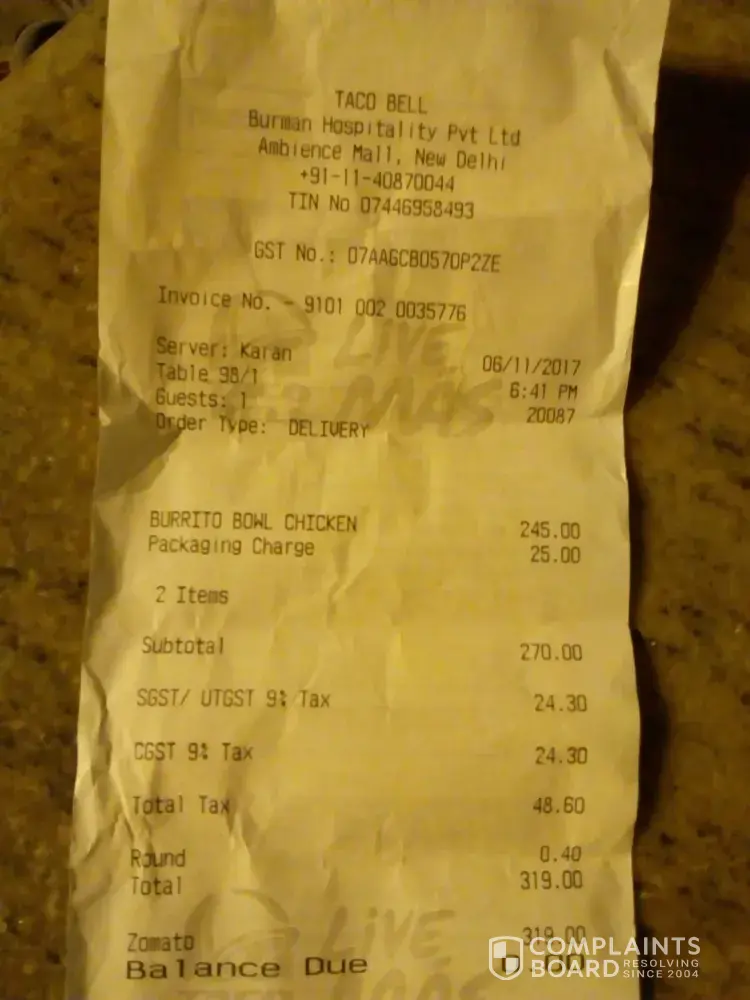 TACO BELL
Burman Hospitality Pvt Ltd
Ambience Mall, New Delhi
+91-11-40870044
TIN No 07446958493
GST No.: 07AAGCB0570P2ZE
Invoice No. - 9101 002 0035776
Server: Karan 06/11/2017
Table 98/1 6:41 PM
Guests: 1 20087
Order Type: DELIVERY
LIVE
MÁS
BURRITO BOWL CHICKEN 245.00
Packaging Charge 25.00
2 Items
Subtotal 270.00
SGST/ UTGST 9% Tax 24.30
CGST 9% Tax 24.30
Total Tax 48.60
Round 0.40
Total 319.00
LIVE
Zomato 319.00
Balance Due
COMPLAINTS
BOARD RESOLVING
SINCE 2004